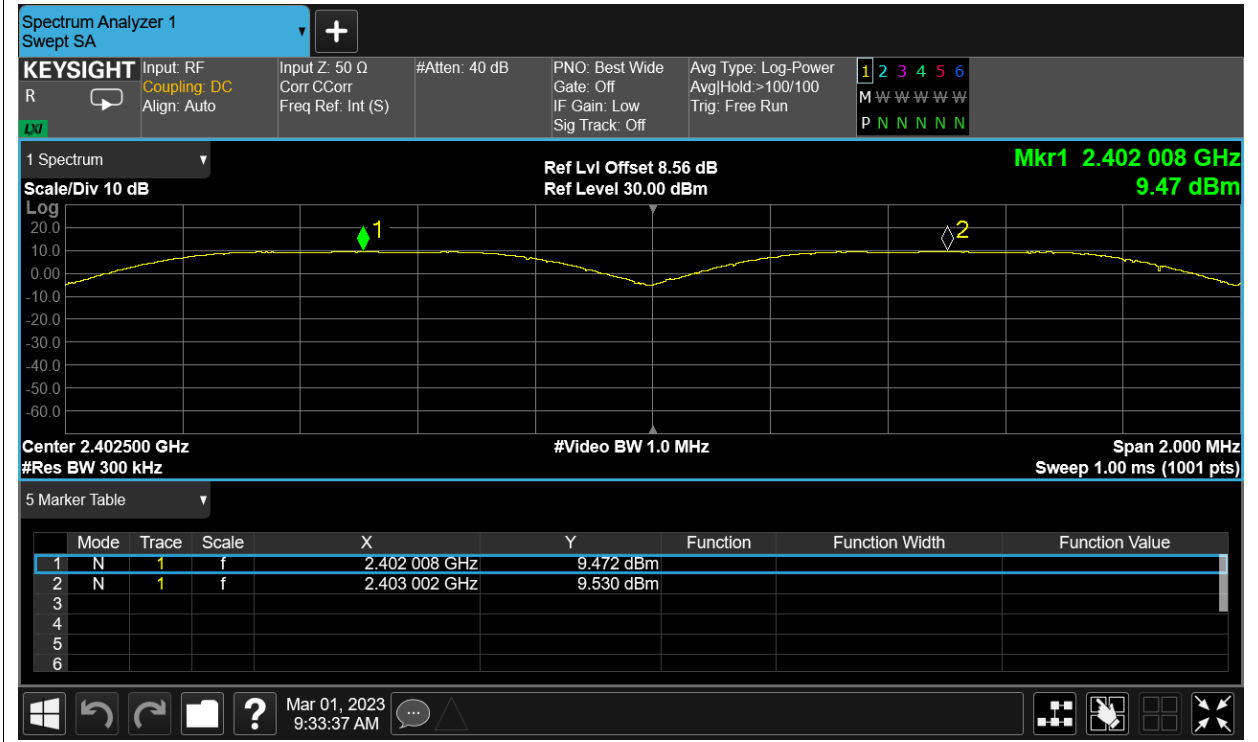 Spectrum Analyzer 1
Swept SA
+
KEYSIGHT
R
LXI
Input: RF
Coupling: DC
Align: Auto
Input Z: 50 Ω
Corr CCorr
Freq Ref: Int (S)
#Atten: 40 dB
PNO: Best Wide
Gate: Off
IF Gain: Low
Sig Track: Off
Avg Type: Log-Power
Avg|Hold:>100/100
Trig: Free Run
1 2 3 4 5 6
M W W W W W
P N N N N N
1 Spectrum
Scale/Div 10 dB
Log
Ref Lvl Offset 8.56 dB
Ref Level 30.00 dBm
Mkr1 2.402 008 GHz
9.47 dBm
20.0
10.0
0.00
-10.0
-20.0
-30.0
-40.0
-50.0
-60.0
1
2
Center 2.402500 GHz
#Res BW 300 kHz
#Video BW 1.0 MHz
Span 2.000 MHz
Sweep 1.00 ms (1001 pts)
5 Marker Table
Mode Trace Scale X Y Function Function Width Function Value
1 N 1 f 2.402 008 GHz 9.472 dBm
2 N 1 f 2.403 002 GHz 9.530 dBm
3
4
5
6
?
Mar 01, 2023
9:33:37 AM